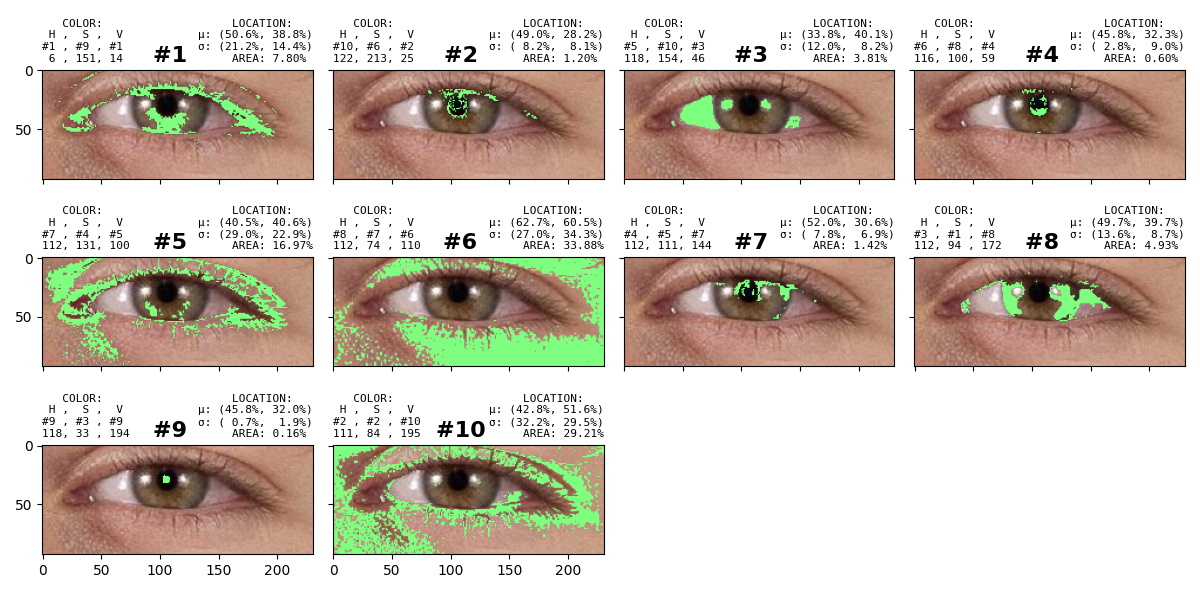 COLOR: LOCATION:
H , S , V μ: (50.6%, 38.8%)
#1 , #9 , #1 #1 σ: (21.2%, 14.4%)
6 , 151, 14 AREA: 7.80%
COLOR: LOCATION:
H , S , V μ: (49.0%, 28.2%)
#10, #6 , #2 #2 σ: ( 8.2%, 8.1%)
122, 213, 25 AREA: 1.20%
COLOR: LOCATION:
H , S , V μ: (33.8%, 40.1%)
#5 , #10, #3 #3 σ: (12.0%, 8.2%)
118, 154, 46 AREA: 3.81%
COLOR: LOCATION:
H , S , V μ: (45.8%, 32.3%)
#6 , #8 , #4 #4 σ: ( 2.8%, 9.0%)
116, 100, 59 AREA: 0.60%
0
50
COLOR: LOCATION:
H , S , V μ: (40.5%, 40.6%)
#7 , #4 , #5 #5 σ: (29.0%, 22.9%)
112, 131, 100 AREA: 16.97%
COLOR: LOCATION:
H , S , V μ: (62.7%, 60.5%)
#8 , #7 , #6 #6 σ: (27.0%, 34.3%)
112, 74 , 110 AREA: 33.88%
COLOR: LOCATION:
H , S , V μ: (52.0%, 30.6%)
#4 , #5 , #7 #7 σ: ( 7.8%, 6.9%)
112, 111, 144 AREA: 1.42%
COLOR: LOCATION:
H , S , V μ: (49.7%, 39.7%)
#3 , #1 , #8 #8 σ: (13.6%, 8.7%)
112, 94 , 172 AREA: 4.93%
0
50
COLOR: LOCATION:
H , S , V μ: (45.8%, 32.0%)
#9 , #3 , #9 #9 σ: ( 0.7%, 1.9%)
118, 33 , 194 AREA: 0.16%
COLOR: LOCATION:
H , S , V μ: (42.8%, 51.6%)
#2 , #2 , #10 #10 σ: (32.2%, 29.5%)
111, 84 , 195 AREA: 29.21%
0
50
0 50 100 150 200
0 50 100 150 200